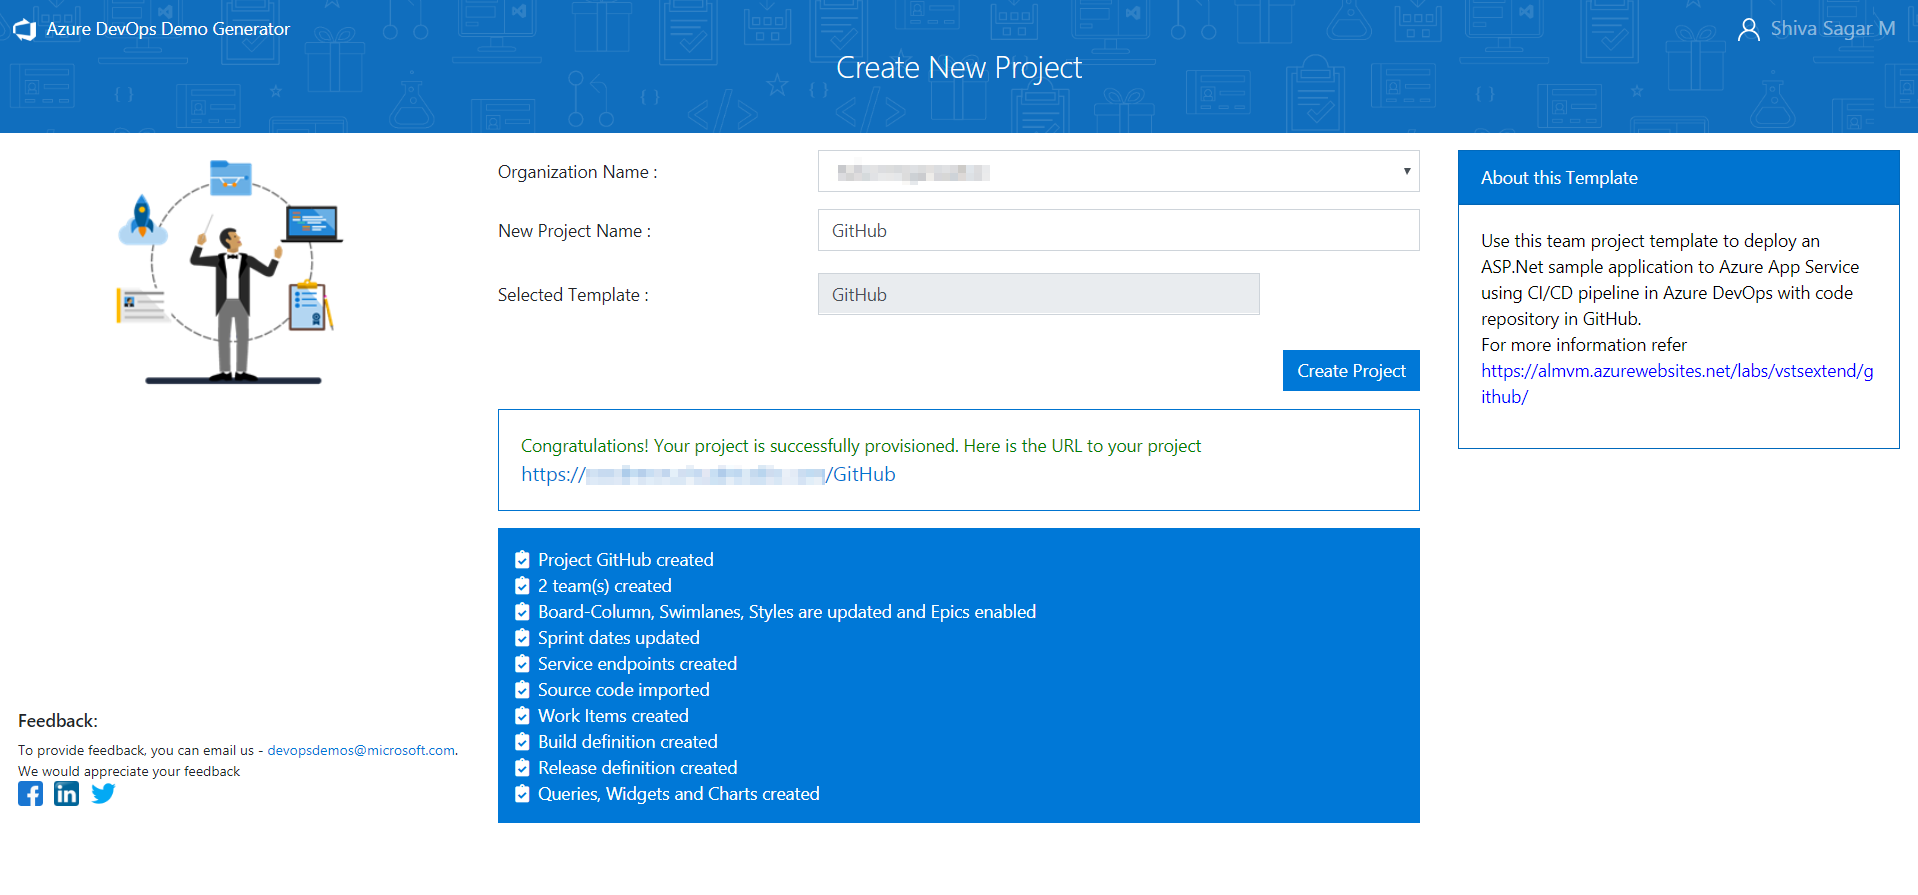 Azure DevOps Demo Generator
Shiva Sagar M
Create New Project
Organization Name :
New Project Name :
GitHub
Selected Template :
GitHub
Create Project
Congratulations! Your project is successfully provisioned. Here is the URL to your project
https:// /GitHub
Project GitHub created
2 team(s) created
Board-Column, Swimlanes, Styles are updated and Epics enabled
Sprint dates updated
Service endpoints created
Source code imported
Work Items created
Build definition created
Release definition created
Queries, Widgets and Charts created
About this Template
Use this team project template to deploy an
ASP.Net sample application to Azure App Service
using CI/CD pipeline in Azure DevOps with code
repository in GitHub.
For more information refer
https://almvm.azurewebsites.net/labs/vstsextend/g
ithub/
Feedback:
To provide feedback, you can email us - devopsdemos@microsoft.com.
We would appreciate your feedback